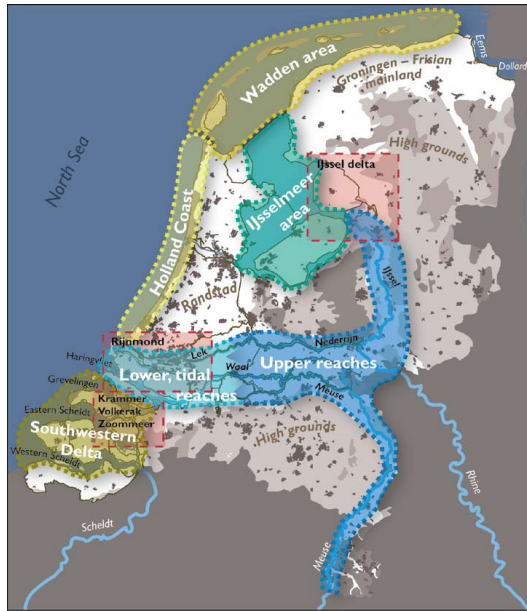 Wadden area
Eems
Dollard
Groningen – Frisian
mainland
High grounds
North Sea
IJssel delta
IJsselmeer
area
Holland Coast
IJssel
Randstad
Rijnmond
Lek
Nederrijn
Haringvliet
Waal
Upper reaches
Lower, tidal
reaches
Grevelingen
Meuse
Krammer
Volkerak
Zoommeer
Eastern Scheldt
Southwestern
Delta
High grounds
Western Scheldt
Rhine
Scheldt
Meuse